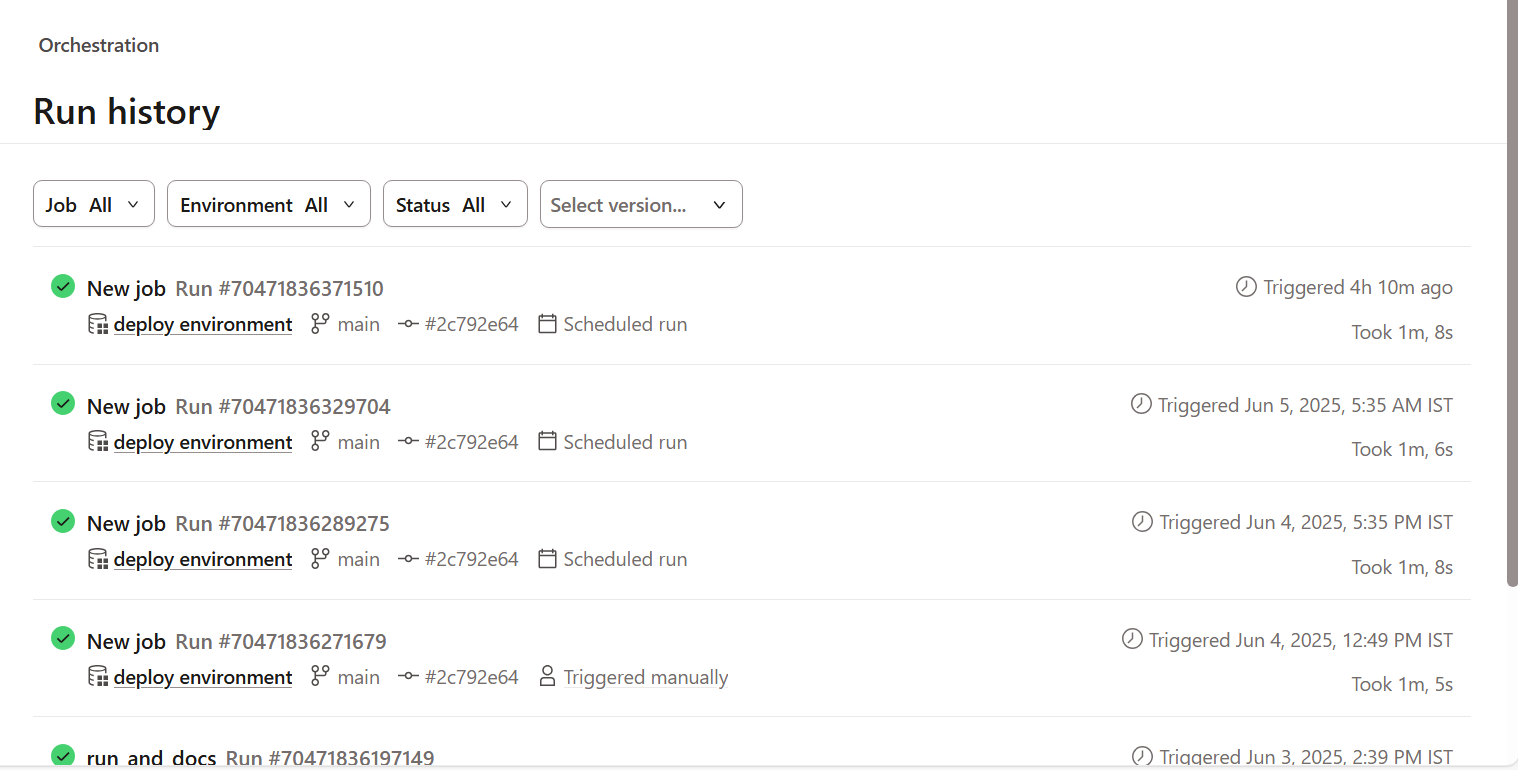 Orchestration
Run history
Job All
Environment All
Status All
Select version...
New job Run #70471836371510
Triggered 4h 10m ago
deploy environment main #2c792e64 Scheduled run
Took 1m, 8s
New job Run #70471836329704
Triggered Jun 5, 2025, 5:35 AM IST
deploy environment main #2c792e64 Scheduled run
Took 1m, 6s
New job Run #70471836289275
Triggered Jun 4, 2025, 5:35 PM IST
deploy environment main #2c792e64 Scheduled run
Took 1m, 8s
New job Run #70471836271679
Triggered Jun 4, 2025, 12:49 PM IST
deploy environment main #2c792e64 Triggered manually
Took 1m, 5s
run_and_docs Run #70471836197149
Triggered Jun 3, 2025, 2:39 PM IST